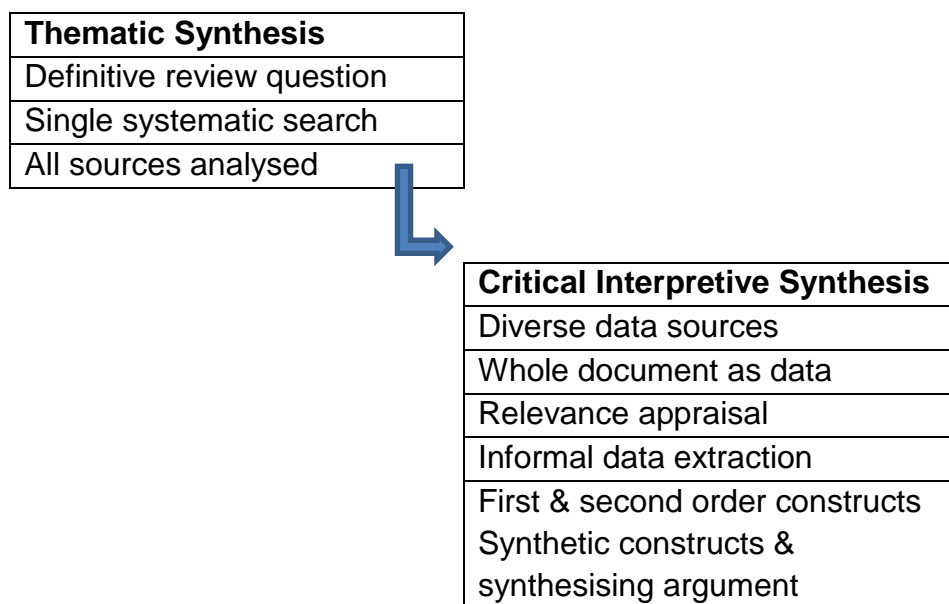 Thematic Synthesis
Definitive review question
Single systematic search
All sources analysed
Critical Interpretive Synthesis
Diverse data sources
Whole document as data
Relevance appraisal
Informal data extraction
First & second order constructs
Synthetic constructs &
synthesising argument